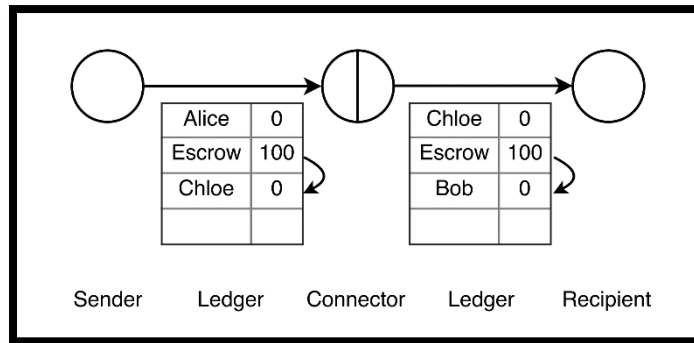 Alice 0
Escrow 100
Chloe 0
Chloe 0
Escrow 100
Bob 0
Sender Ledger Connector Ledger Recipient